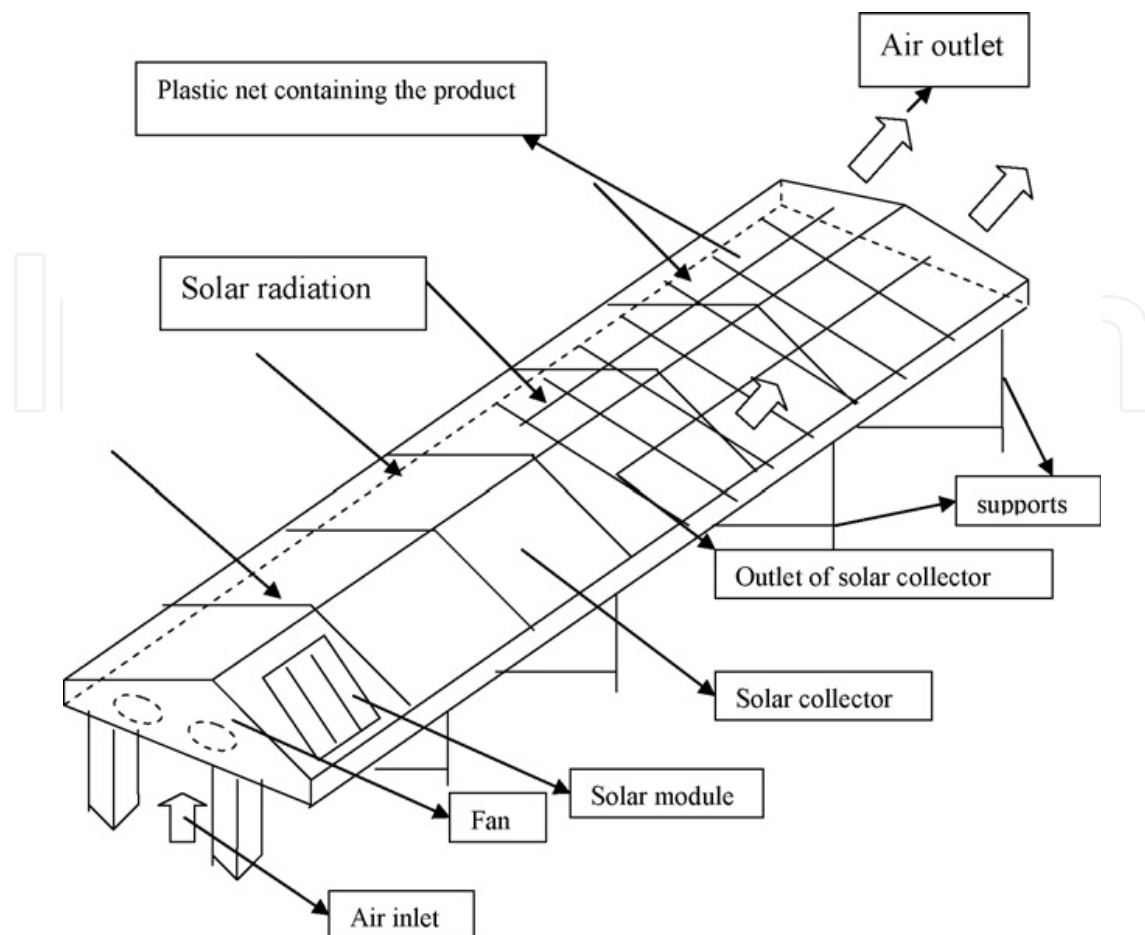 Air outlet
Plastic net containing the product
Solar radiation
supports
Outlet of solar collector
Solar collector
Solar module
Fan
Air inlet